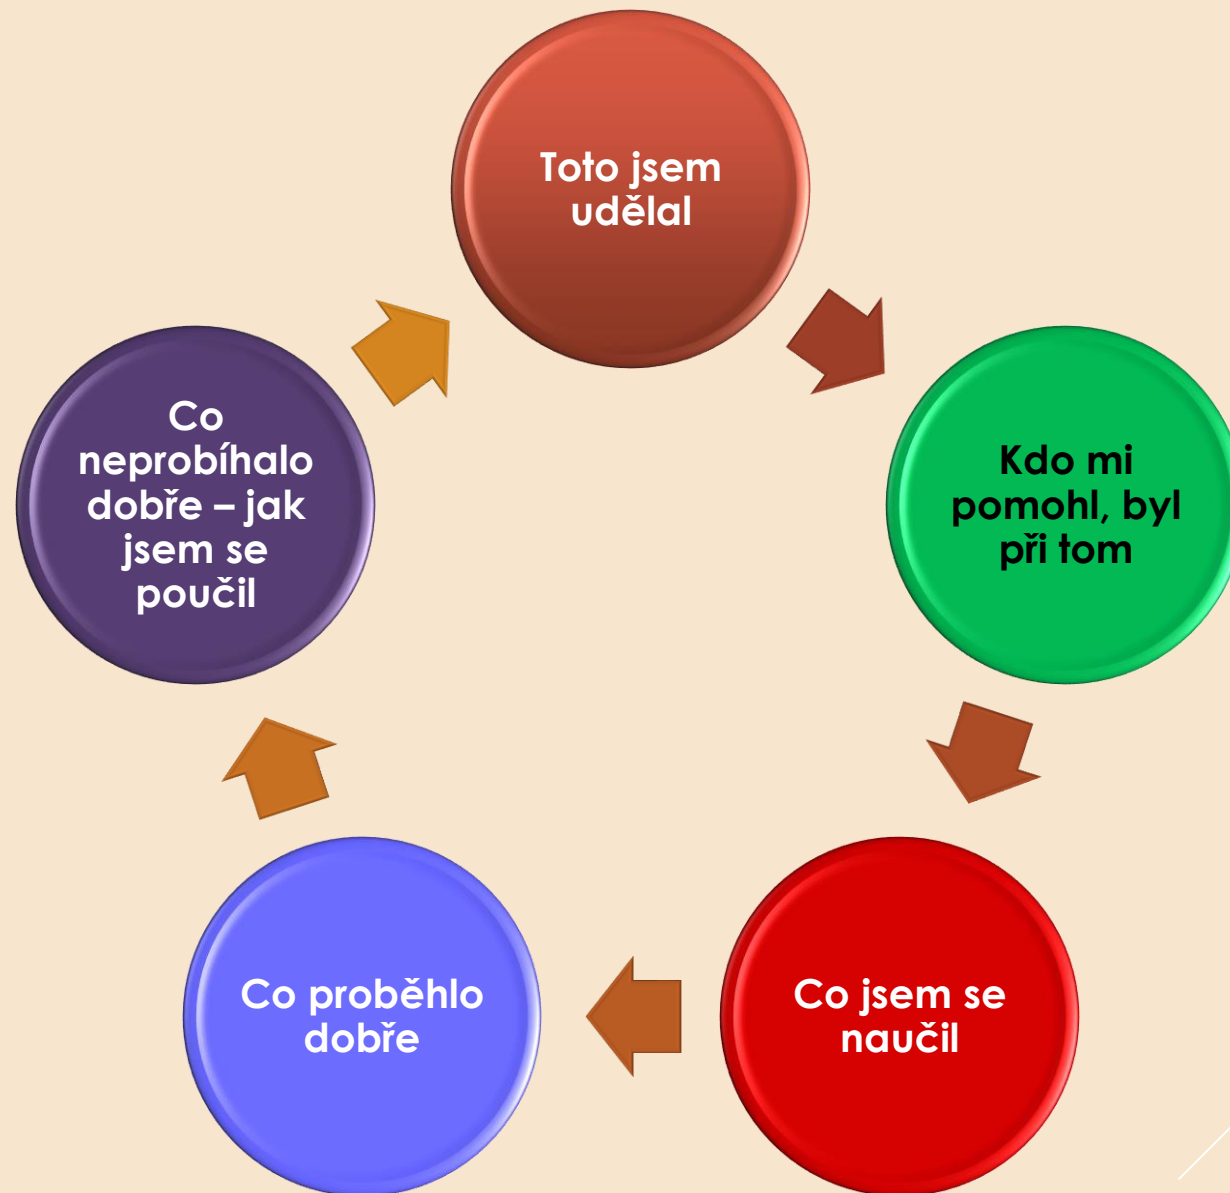 Toto jsem
udělal
Kdo mi
pomohl, byl
při tom
Co jsem se
naučil
Co proběhlo
dobře
Co
neprobíhalo
dobře – jak
jsem se
poučil